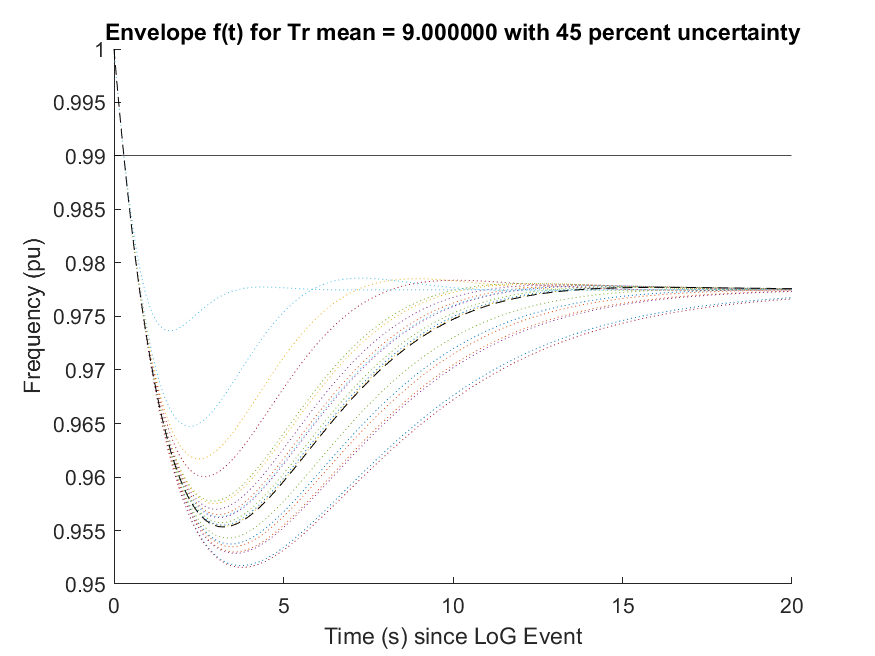 Envelope f(t) for Tr mean = 9.000000 with 45 percent uncertainty
1
0.995
0.99
0.985
0.98
0.975
0.97
0.965
0.96
0.955
0.95
Frequency (pu)
0 5 10 15 20
Time (s) since LoG Event